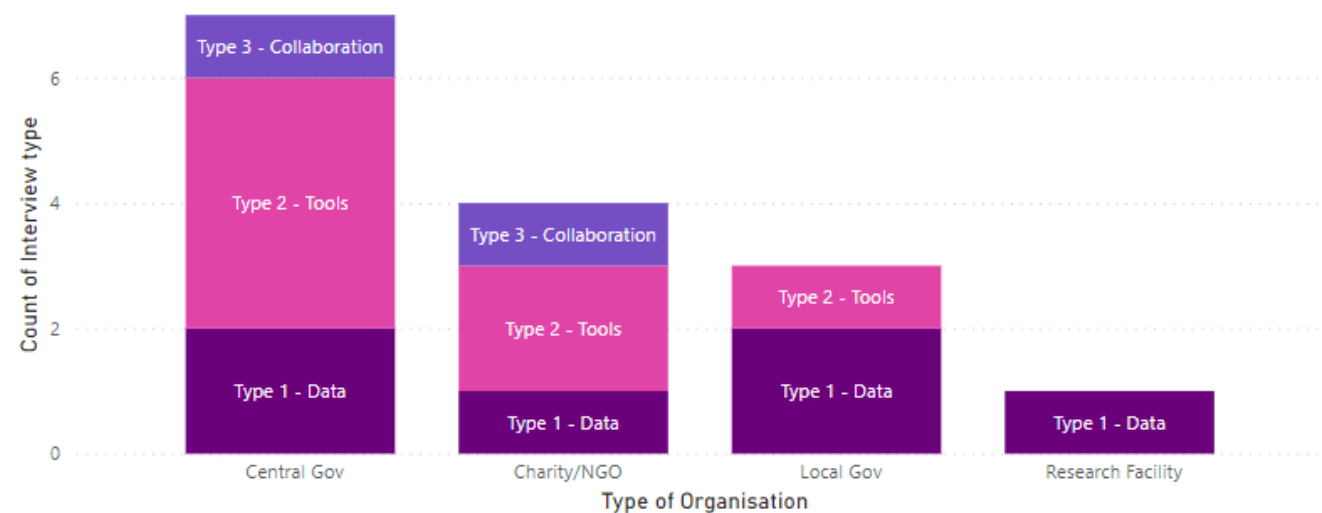 Type 3 - Collaboration
6
Type 2 - Tools
4
Type 3 - Collaboration
Type 2 - Tools
Type 2 - Tools
2
Type 1 - Data
Type 1 - Data
Type 1 - Data
Type 1 - Data
0
Count of Interview type
Central Gov
Charity/NGO
Local Gov
Research Facility
Type of Organisation